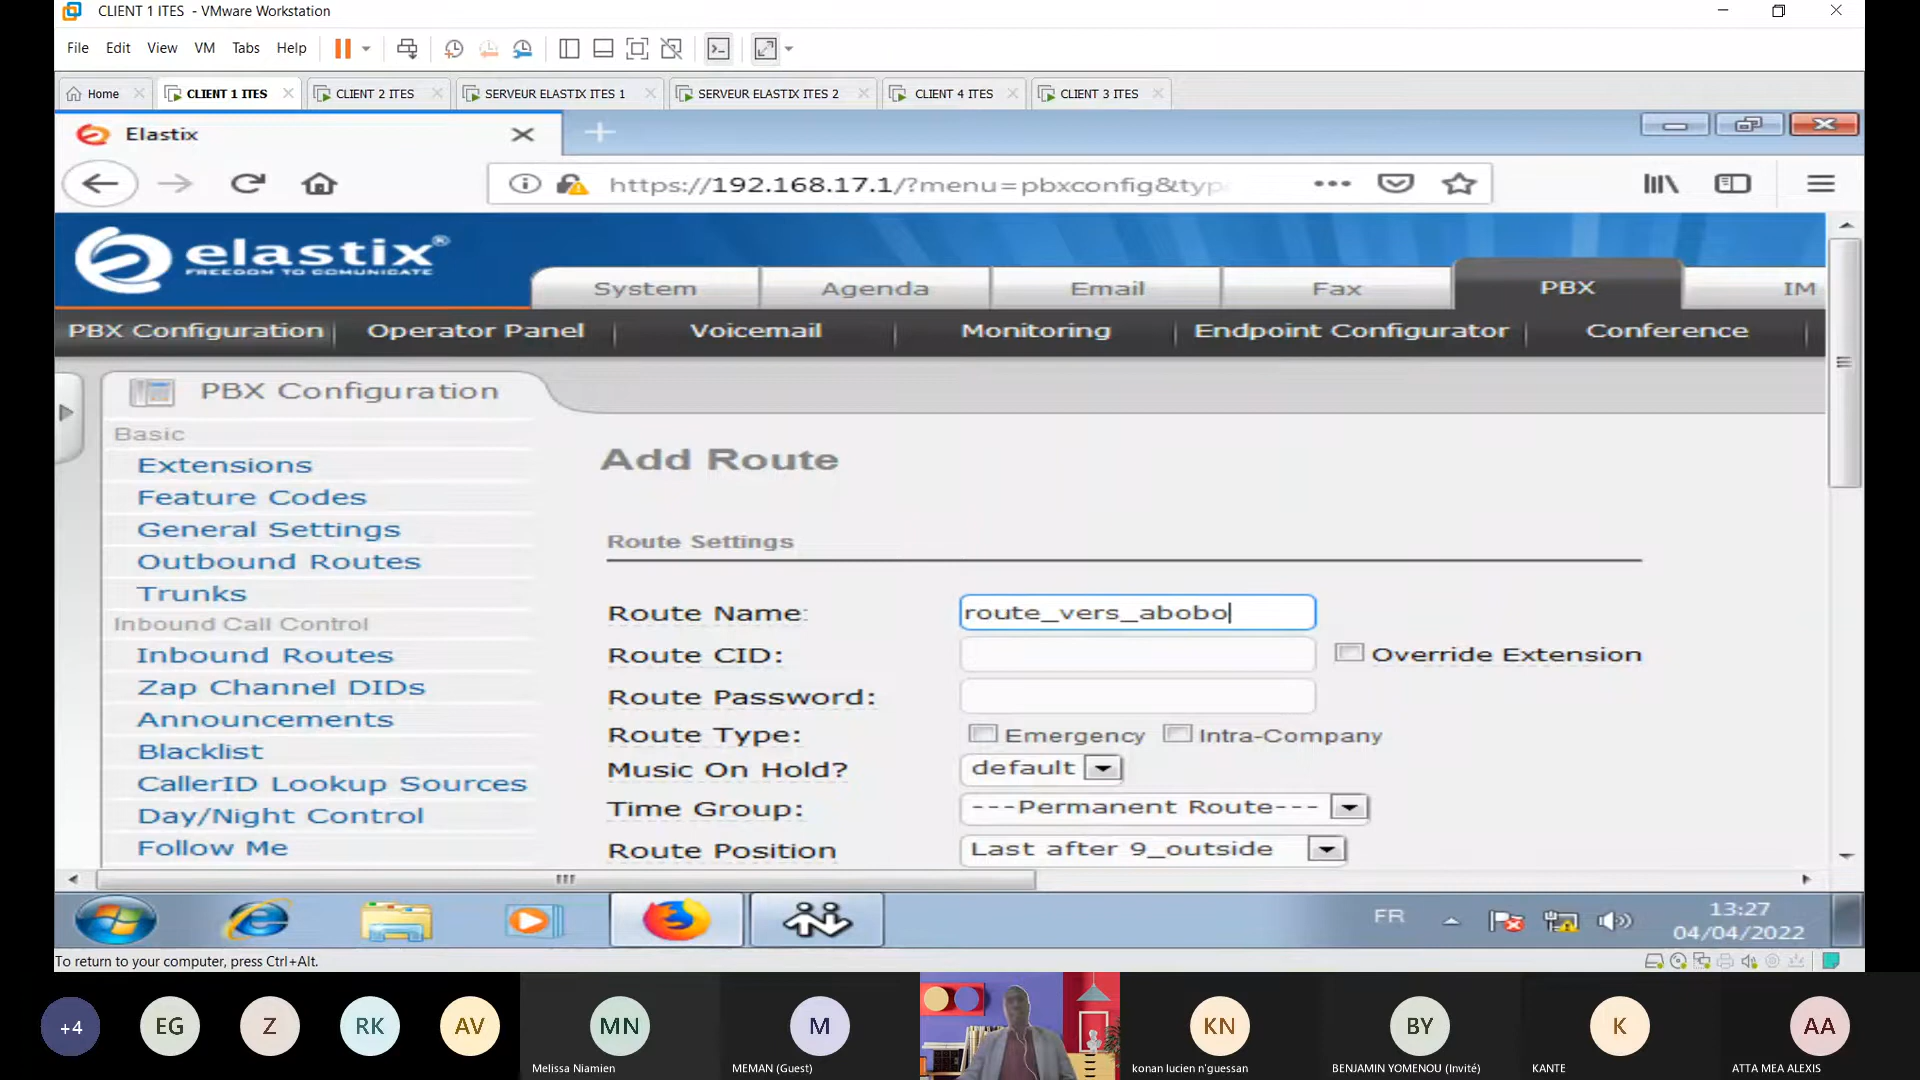 CLIENT 1 ITES - VMware Workstation
File Edit View VM Tabs Help
Home CLIENT 1 ITES CLIENT 2 ITES SERVEUR ELASTIX ITES 1 SERVEUR ELASTIX ITES 2 CLIENT 4 ITES CLIENT 3 ITES
Elastix
https://192.168.17.1/?menu=pbxconfig&typ
elastix®
FREEDOM TO COMUNICATE
System Agenda Email Fax PBX IM
PBX Configuration Operator Panel Voicemail Monitoring Endpoint Configurator Conference
PBX Configuration
Basic
Extensions
Feature Codes
General Settings
Outbound Routes
Trunks
Inbound Call Control
Inbound Routes
Zap Channel DIDs
Announcements
Blacklist
CallerID Lookup Sources
Day/Night Control
Follow Me
Add Route
Route Settings
Route Name: route_vers_abobo
Route CID: Override Extension
Route Password:
Route Type: Emergency Intra-Company
Music On Hold? default
Time Group: ---Permanent Route---
Route Position Last after 9_outside
FR 13:27
04/04/2022
To return to your computer, press Ctrl+Alt.
+4 EG Z RK AV MN M KN BY K AA
Melissa Niamien MEMAN (Guest) konan lucien n'guessan BENJAMIN YOMENOU (Invité) KANTE ATTA MEA ALEXIS